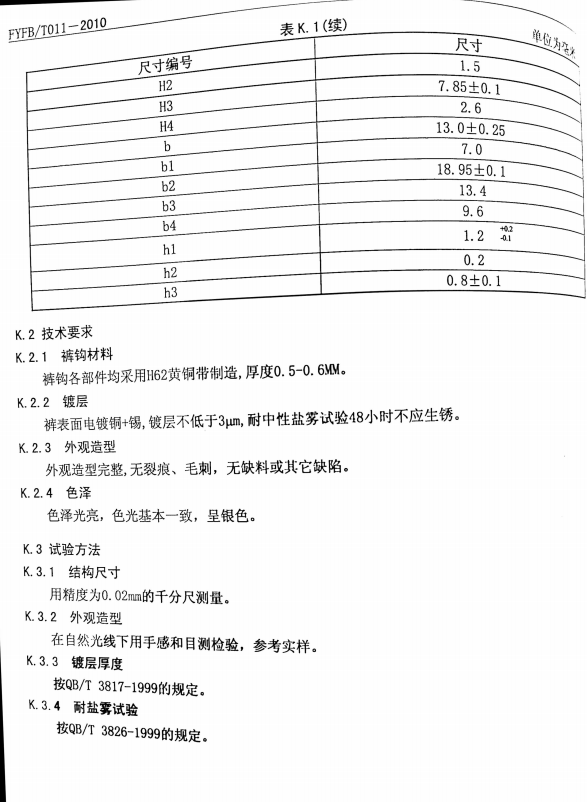 FYFB/T011—2010
表 K.1(续)
单位为毫米
尺寸编号 尺寸
H2 1.5
H3 7.85±0.1
H4 2.6
b 13.0±0.25
b1 7.0
b2 18.95±0.1
b3 13.4
b4 9.6
h1 1.2 +0.2 -0.1
h2 0.2
h3 0.8±0.1
K.2 技术要求
K.2.1 裤钩材料
裤钩各部件均采用H62黄铜带制造,厚度0.5-0.6MM。
K.2.2 镀层
裤表面电镀铜+锡,镀层不低于3μm,耐中性盐雾试验48小时不应生锈。
K.2.3 外观造型
外观造型完整,无裂痕、毛刺，无缺料或其它缺陷。
K.2.4 色泽
色泽光亮，色光基本一致，呈银色。
K.3 试验方法
K.3.1 结构尺寸
用精度为0.02mm的千分尺测量。
K.3.2 外观造型
在自然光线下用手感和目测检验，参考实样。
K.3.3 镀层厚度
按QB/T 3817-1999的规定。
K.3.4 耐盐雾试验
按QB/T 3826-1999的规定。